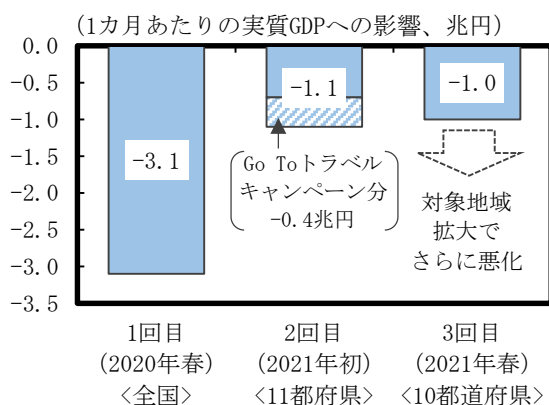 (1カ月あたりの実質GDPへの影響、兆円)
0.0
-0.5
-1.0
-1.5
-2.0
-2.5
-3.0
-3.5
-3.1
-1.1
-1.0
Go Toトラベル
キャンペーン分
-0.4兆円
対象地域
拡大で
さらに悪化
1回目
(2020年春)
<全国>
2回目
(2021年初)
<11都府県>
3回目
(2021年春)
<10都道府県>